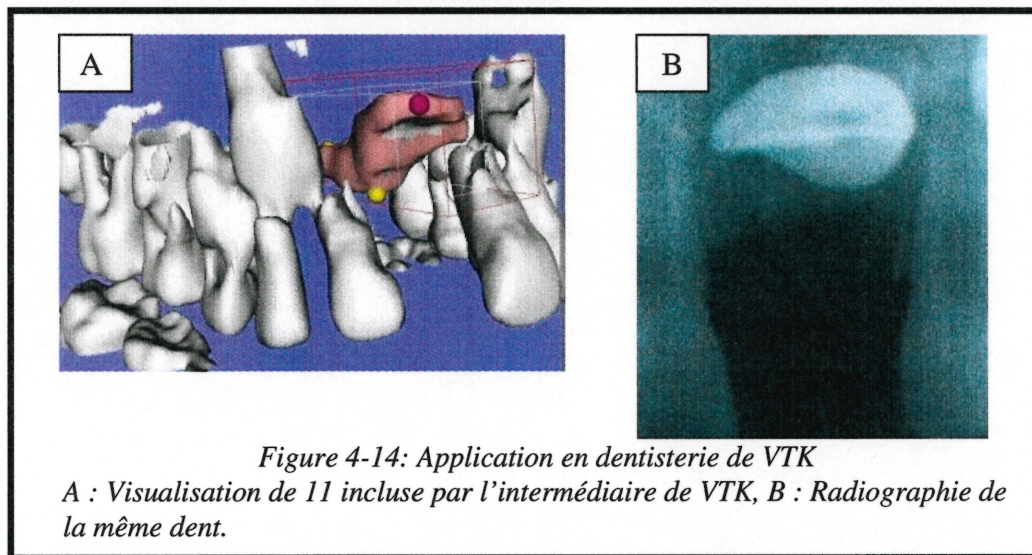 A
B
Figure 4-14: Application en dentisterie de VTK
A : Visualisation de 11 incluse par l'intermédiaire de VTK, B : Radiographie de
la même dent.